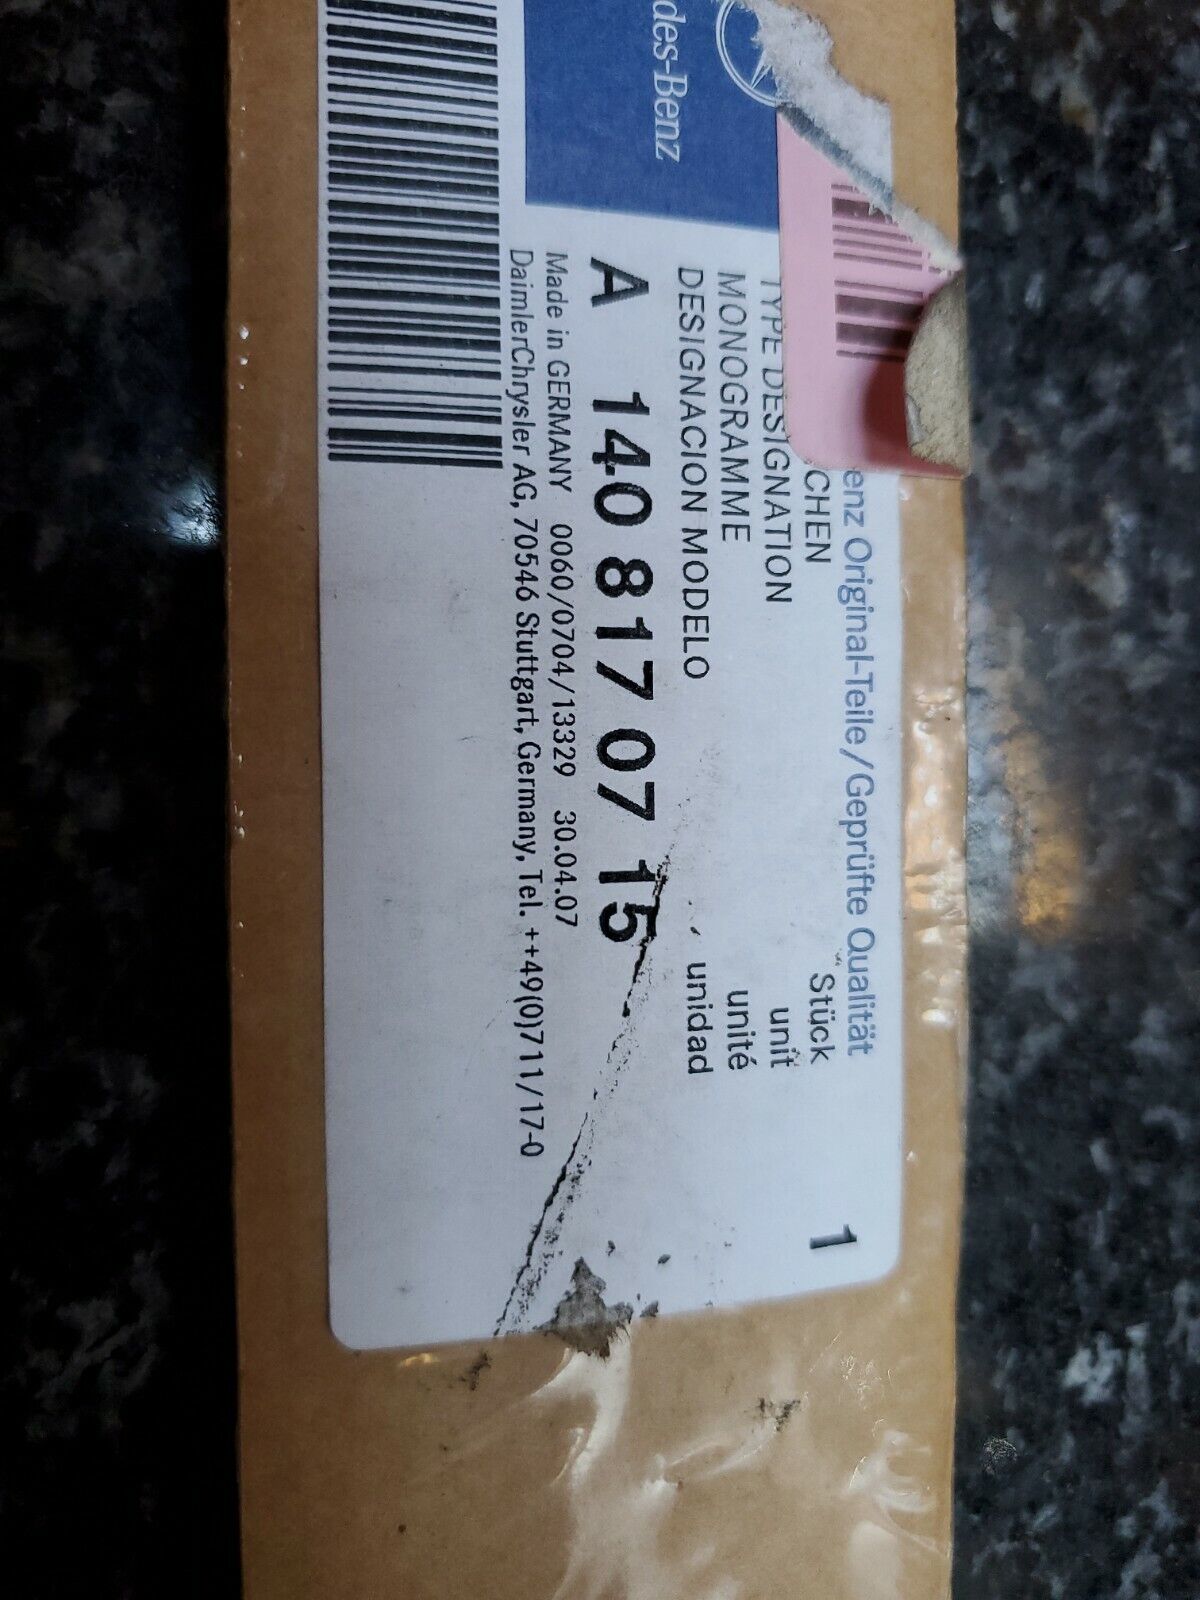 des-Benz
enz Original-Teile/Geprüfte Qualität
CHEN Stück 1
TYPE DESIGNATION unit
MONOGRAMME unité
DESIGNACION MODELO unidad
A 140 817 07 15
Made in GERMANY 0060/0704/13329 30.04.07
DaimlerChrysler AG, 70546 Stuttgart, Germany, Tel. ++49(0)711/17-0